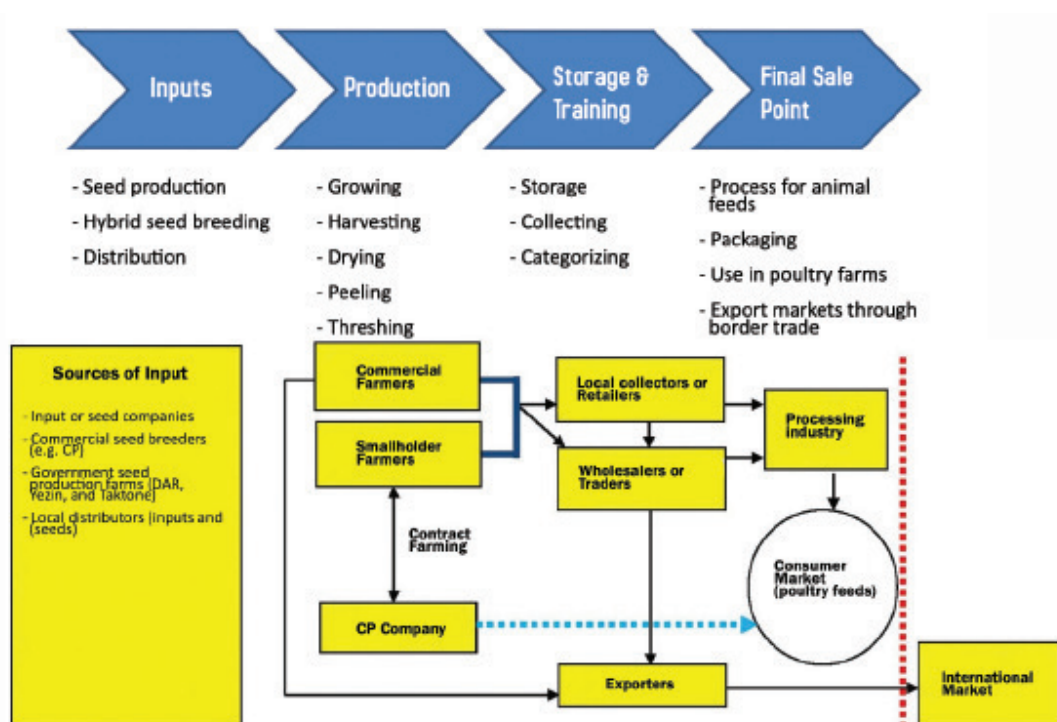 Inputs
Production
Storage &
Training
Final Sale
Point
- Seed production
- Hybrid seed breeding
- Distribution
- Growing
- Harvesting
- Drying
- Peeling
- Threshing
- Storage
- Collecting
- Categorizing
- Process for animal
feeds
- Packaging
- Use in poultry farms
- Export markets through
border trade
Sources of Input
- Input or seed companies
- Commercial seed breeders
(e.g. CP)
- Government seed
production farms (DAR,
Yezin, and Taktone)
- Local distributors (inputs and
(seeds)
Commercial
Farmers
Smallholder
Farmers
Contract
Farming
CP Company
Local collectors or
Retailers
Wholesalers or
Traders
Exporters
Processing
industry
Consumer
Market
(poultry feeds)
International
Market